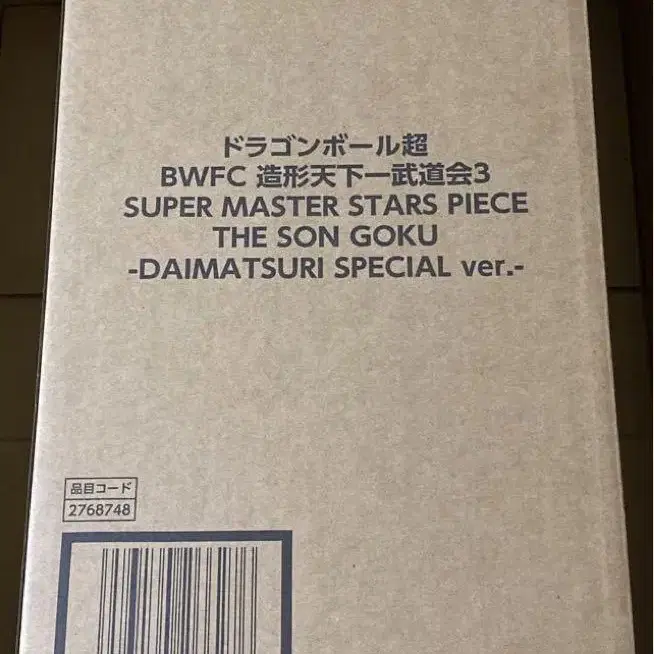 ドラゴンボール超
BWFC 造形天下一武道会3
SUPER MASTER STARS PIECE
THE SON GOKU
-DAIMATSURI SPECIAL ver.-
品目コード
2768748